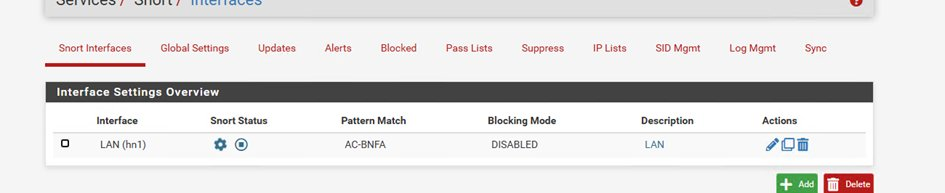 Services / Snort / Interfaces
Snort Interfaces Global Settings Updates Alerts Blocked Pass Lists Suppress IP Lists SID Mgmt Log Mgmt Sync
Interface Settings Overview
Interface Snort Status Pattern Match Blocking Mode Description Actions
LAN (hn1) AC-BNFA DISABLED LAN
Add Delete